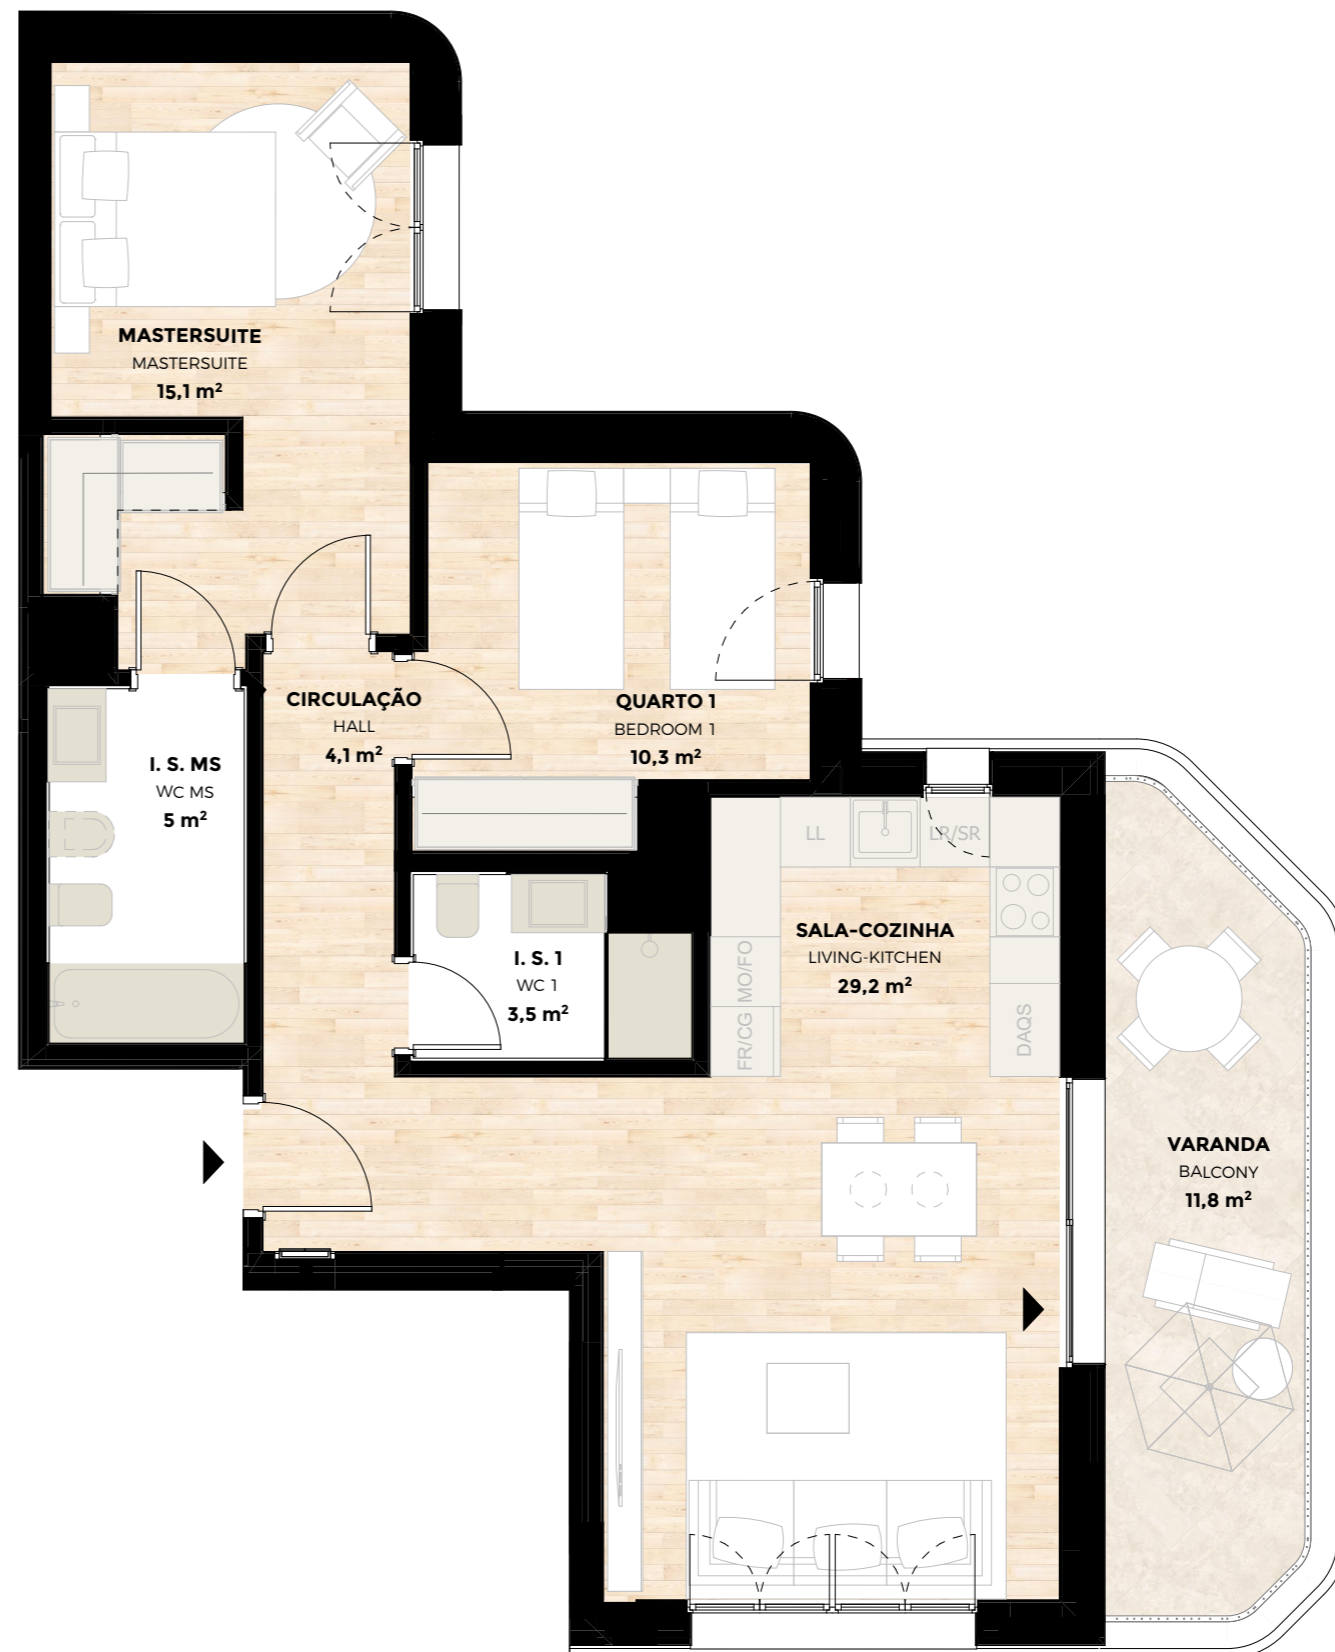 MASTERSUITE
MASTERSUITE
15,1 m²
CIRCULAÇÃO
HALL
4,1 m²
QUARTO 1
BEDROOM 1
10,3 m²
I. S. MS
WC MS
5 m²
LL
LR/SR
SALA-COZINHA
LIVING-KITCHEN
29,2 m²
MO/FO
FR/CG
DAQS
I. S. 1
WC 1
3,5 m²
VARANDA
BALCONY
11,8 m²